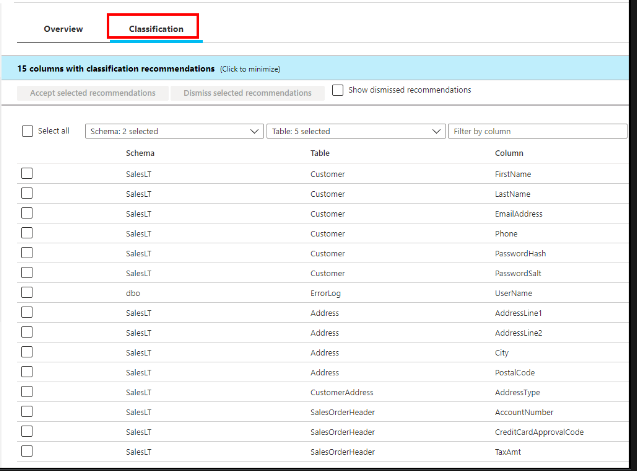 Overview Classification
15 columns with classification recommendations (Click to minimize)
Accept selected recommendations Dismiss selected recommendations Show dismissed recommendations
Select all Schema: 2 selected Table: 5 selected Filter by column
Schema Table Column
SalesLT Customer FirstName
SalesLT Customer LastName
SalesLT Customer EmailAddress
SalesLT Customer Phone
SalesLT Customer PasswordHash
SalesLT Customer PasswordSalt
dbo ErrorLog UserName
SalesLT Address AddressLine1
SalesLT Address AddressLine2
SalesLT Address City
SalesLT Address PostalCode
SalesLT CustomerAddress AddressType
SalesLT SalesOrderHeader AccountNumber
SalesLT SalesOrderHeader CreditCardApprovalCode
SalesLT SalesOrderHeader TaxAmt